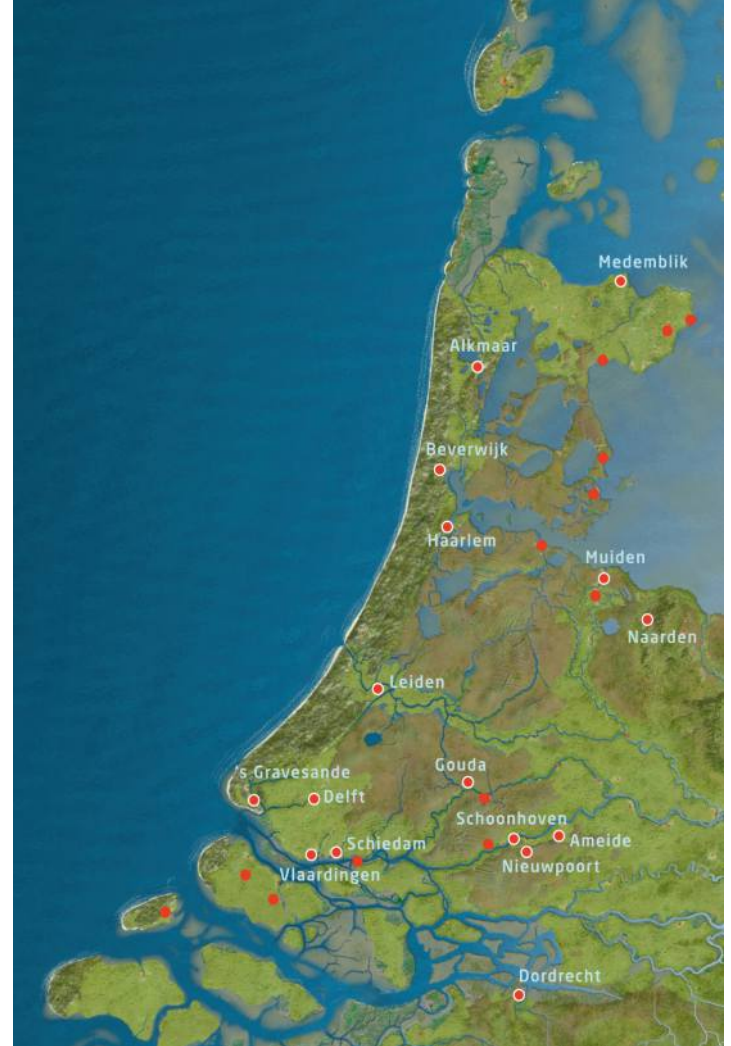 Medemblik
Alkmaar
Beverwijk
Haarlem
Muiden
Naarden
Leiden
's Gravesande
Delft
Gouda
Schoonhoven
Ameide
Nieuwpoort
Schiedam
Vlaardingen
Dordrecht